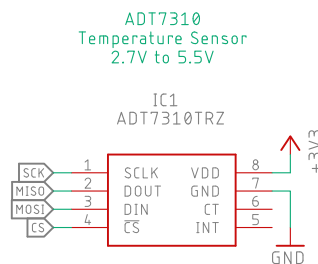 ADT7310
Temperature Sensor
2.7V to 5.5V
IC1
ADT7310TRZ
SCK 1 SCLK VDD 8 +3V3
MISO 2 DOUT GND 7
MOSI 3 DIN CT 6
CS 4 CS INT 5
GND